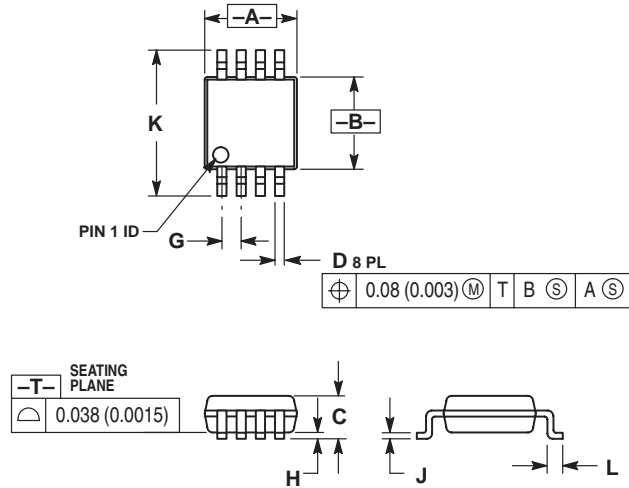 –A–
K
–B–
PIN 1 ID
G
D 8 PL
0.08 (0.003) Ⓜ T B Ⓢ A Ⓢ
–T– SEATING
PLANE
0.038 (0.0015)
C
H
J
L